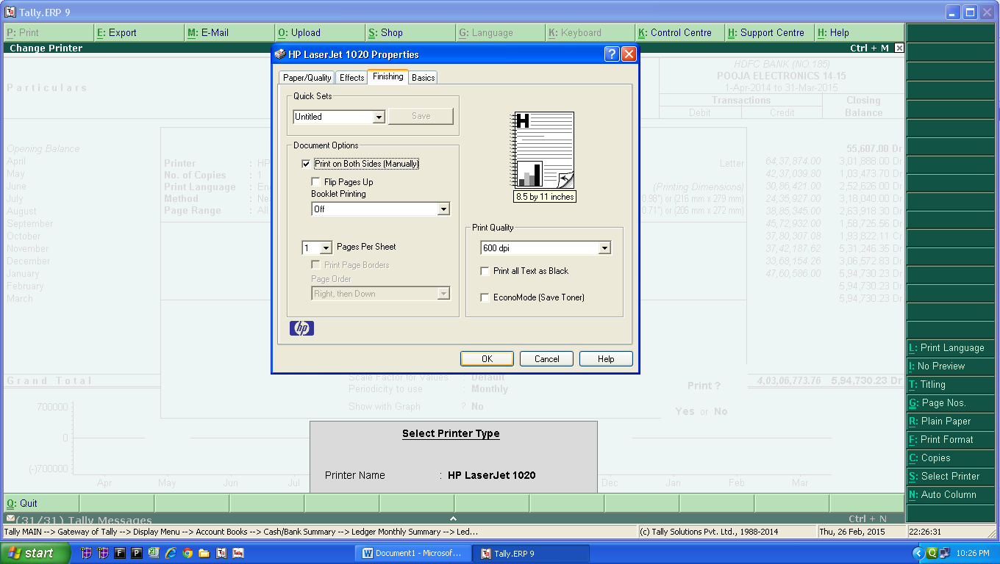 Tally.ERP 9
P: Print E: Export M: E-Mail O: Upload S: Shop G: Language K: Keyboard K: Control Centre H: Support Centre H: Help
Change Printer Ctrl + M
HP LaserJet 1020 Properties
Paper/Quality Effects Finishing Basics
Quick Sets
Untitled Save
Document Options
Print on Both Sides (Manually)
Flip Pages Up
Booklet Printing
Off
1 Pages Per Sheet
Print Page Borders
Page Order
Right, then Down
hp
8.5 by 11 inches
Print Quality
600 dpi
Print all Text as Black
EconoMode (Save Toner)
OK Cancel Help
Particulars
HDFC BANK (NO.185)
POOJA ELECTRONICS 14-15
1-Apr-2014 to 31-Mar-2015
Transactions Closing
Debit Credit Balance
Opening Balance 55,607.00 Dr
April 64,37,874.00 3,01,888.00 Dr
May 42,37,039.80 1,03,473.70 Dr
June 30,86,421.00 2,52,626.00 Dr
July 24,35,927.00 3,18,040.00 Dr
August 38,85,345.00 2,63,918.30 Dr
September 45,72,932.00 1,58,725.56 Dr
October 37,80,307.08 1,93,822.11 Cr
November 37,42,187.62 5,31,246.35 Dr
December 33,68,154.26 3,06,572.83 Dr
January 47,60,586.00 5,94,730.23 Dr
February 5,94,730.23 Dr
March 5,94,730.23 Dr
Printer : HP Letter
No. of Copies : 1
Print Language : (Printing Dimensions)
Method : 0.98") or (216 mm x 279 mm)
Page Range : All 0.71") or (206 mm x 272 mm)
Scale Factor for Values : Default
Periodicity to use : Monthly
Show with Graph ? No
Print ?
Yes or No
Grand Total 4,03,06,773.76 5,94,730.23 Dr
700000
0
(-)700000
Apr May Jun Jul Dec Jan Feb Mar
Select Printer Type
Printer Name : HP LaserJet 1020
L: Print Language
I: No Preview
T: Titling
G: Page Nos.
R: Plain Paper
F: Print Format
C: Copies
S: Select Printer
N: Auto Column
Q: Quit
(31/31) Tally Messages Ctrl + N
Tally MAIN --> Gateway of Tally --> Display Menu --> Account Books --> Cash/Bank Summary --> Ledger Monthly Summary --> Led... (c) Tally Solutions Pvt. Ltd., 1988-2014 Thu, 26 Feb, 2015 22:26:31
start Document1 - Microsof... Tally.ERP 9 10:26 PM